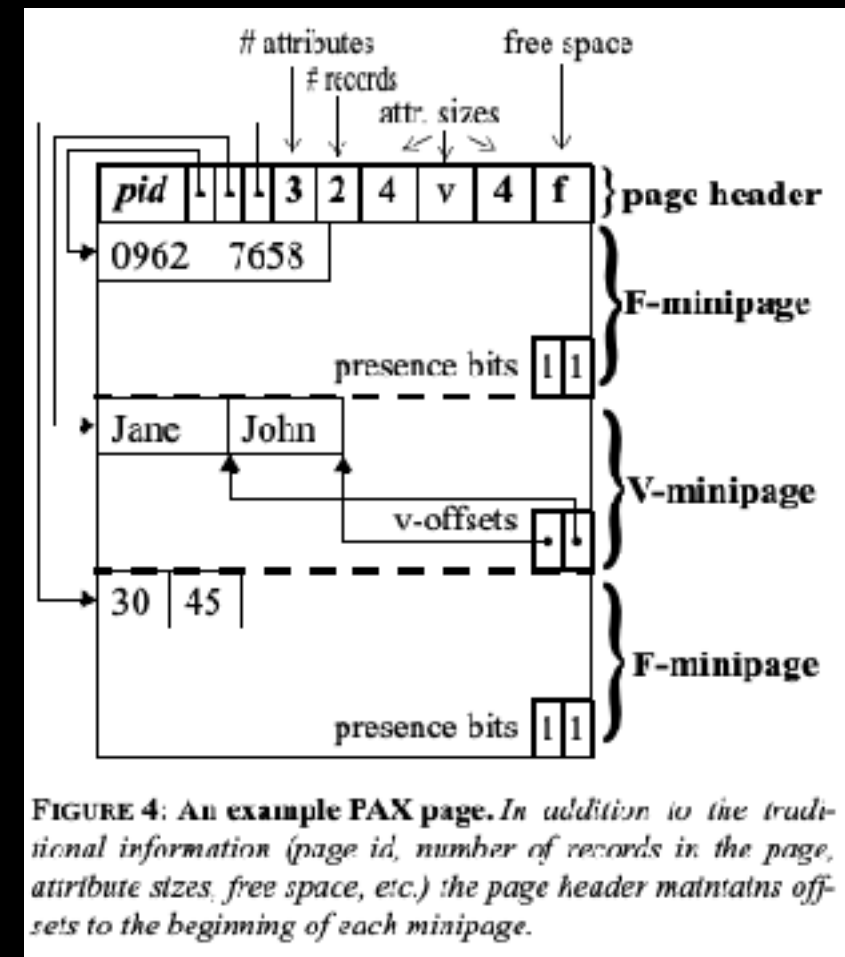 # attributes
free space
# records
attr. sizes
pid 3 2 4 v 4 f
page header
0962 7658
F-minipage
presence bits 1 1
Jane John
V-minipage
v-offsets
30 45
F-minipage
presence bits 1 1
FIGURE 4: An example PAX page. In addition to the tradi-
tional information (page id, number of records in the page,
attribute sizes, free space, etc.) the page header maintains off-
sets to the beginning of each minipage.